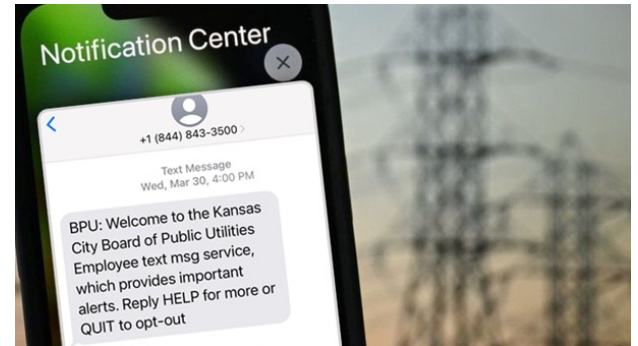 Notification Center
+1 (844) 843-3500
Text Message
Wed, Mar 30, 4:00 PM
BPU: Welcome to the Kansas
City Board of Public Utilities
Employee text msg service,
which provides important
alerts. Reply HELP for more or
QUIT to opt-out